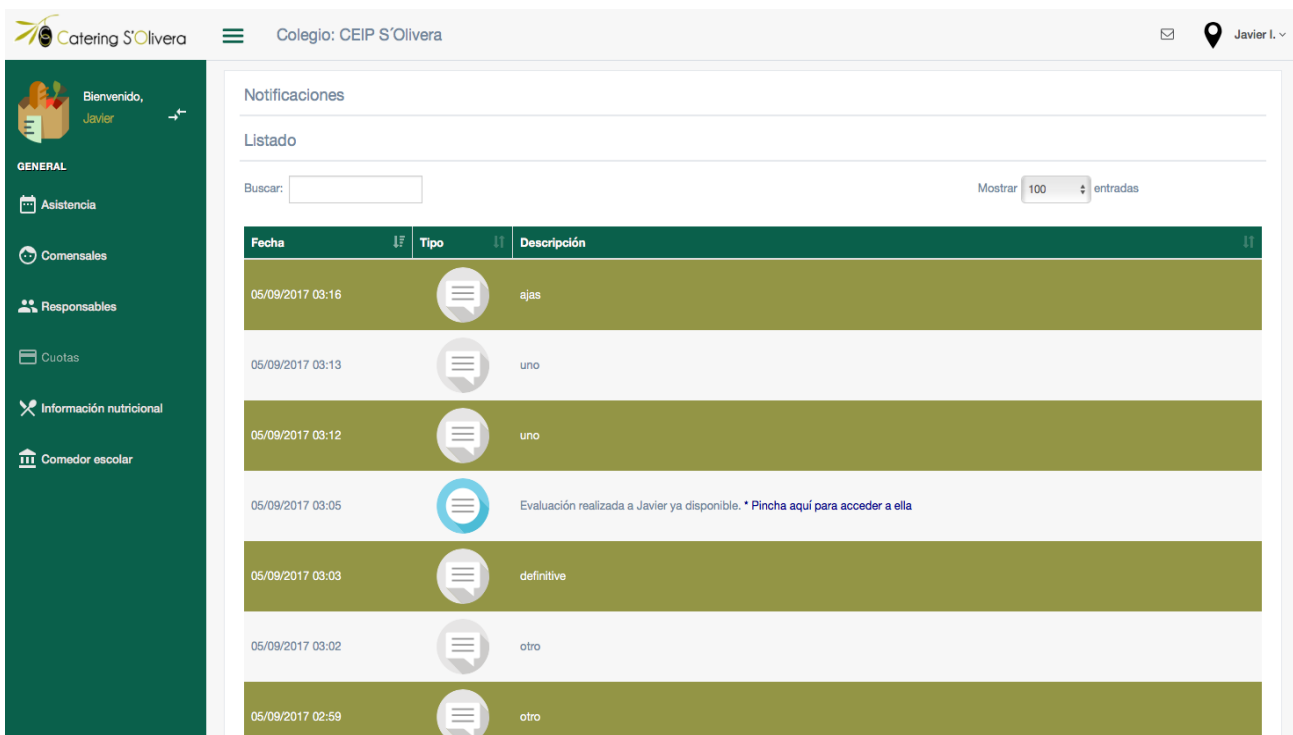 Catering S'Olivera
Colegio: CEIP S´Olivera
Javier I.
Bienvenido,
Javier
GENERAL
Asistencia
Comensales
Responsables
Cuotas
Información nutricional
Comedor escolar
Notificaciones
Listado
Buscar:
Mostrar 100 entradas
Fecha Tipo Descripción
05/09/2017 03:16 ajas
05/09/2017 03:13 uno
05/09/2017 03:12 uno
05/09/2017 03:05 Evaluación realizada a Javier ya disponible. * Pincha aquí para acceder a ella
05/09/2017 03:03 definitive
05/09/2017 03:02 otro
05/09/2017 02:59 otro